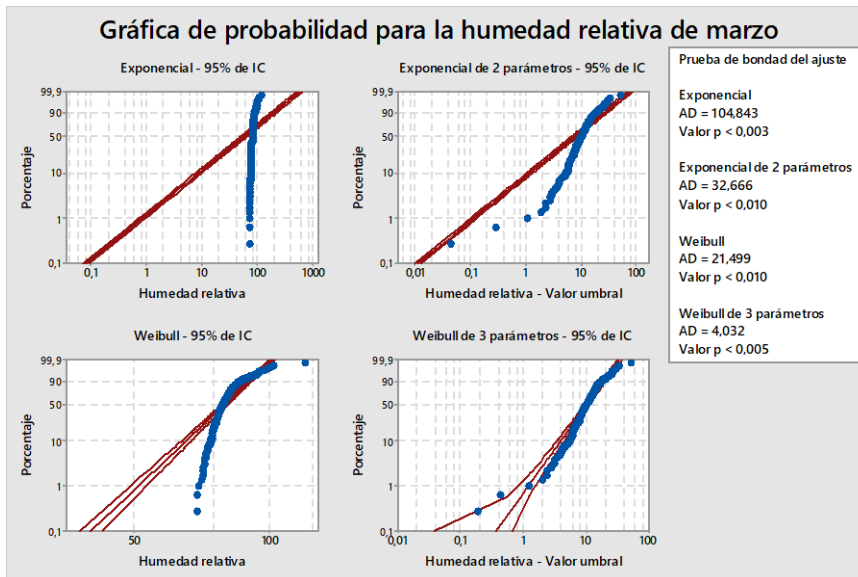 Gráfica de probabilidad para la humedad relativa de marzo
Exponencial - 95% de IC
99,9
90
50
10
1
0,1
Porcentaje
0,1
1
10
100
1000
Humedad relativa
Exponencial de 2 parámetros - 95% de IC
99,9
90
50
10
1
0,1
Porcentaje
0,01
0,1
1
10
100
Humedad relativa - Valor umbral
Prueba de bondad del ajuste
Exponencial
AD = 104,843
Valor p < 0,003
Exponencial de 2 parámetros
AD = 32,666
Valor p < 0,010
Weibull
AD = 21,499
Valor p < 0,010
Weibull de 3 parámetros
AD = 4,032
Valor p < 0,005
Weibull - 95% de IC
99,9
90
50
10
1
0,1
Porcentaje
50
100
Humedad relativa
Weibull de 3 parámetros - 95% de IC
99,9
90
50
10
1
0,1
Porcentaje
0,01
0,1
1
10
100
Humedad relativa - Valor umbral